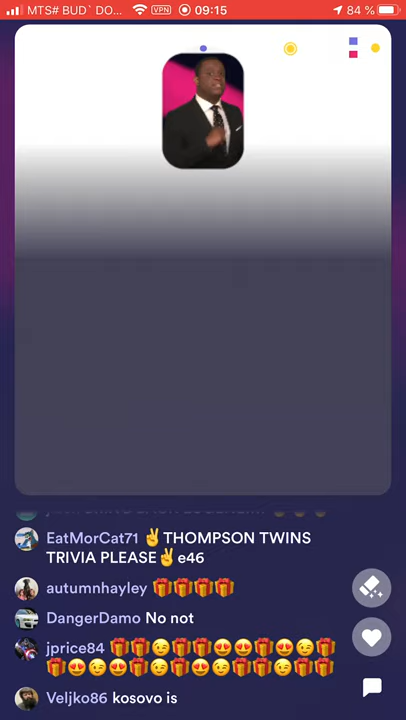 MTS# BUD` DO... VPN 09:15 84 %
EatMorCat71 ✌️THOMPSON TWINS
TRIVIA PLEASE✌️e46
autumnhayley 🎁🎁🎁🎁
DangerDamo No not
jprice84 🎁🎁😉🎁🎁😍😍🎁😍😉🎁
🎁😍😉😍🎁😉🎁😍😉🎁😉🎁🎁
Veljko86 kosovo is